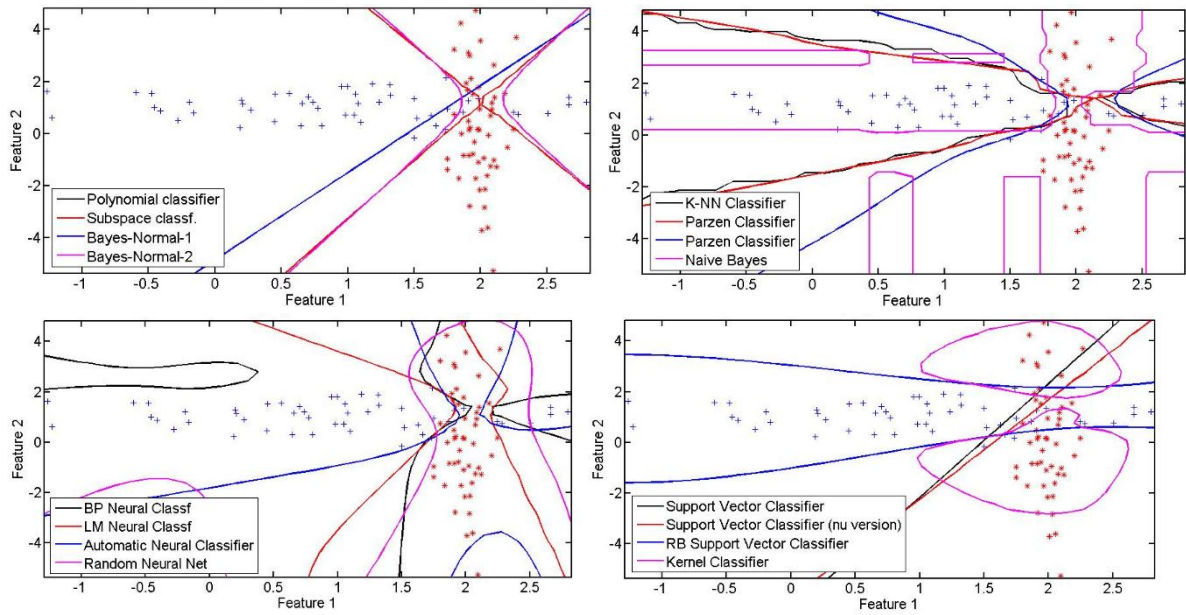 Feature 2
4
2
0
-2
-4
Polynomial classifier
Subspace classf.
Bayes-Normal-1
Bayes-Normal-2
-1 -0.5 0 0.5 1 1.5 2 2.5
Feature 1
Feature 2
4
2
0
-2
-4
K-NN Classifier
Parzen Classifier
Parzen Classifier
Naive Bayes
-1 -0.5 0 0.5 1 1.5 2 2.5
Feature 1
Feature 2
4
2
0
-2
-4
BP Neural Classf
LM Neural Classf
Automatic Neural Classifier
Random Neural Net
-1 -0.5 0 0.5 1 1.5 2 2.5
Feature 1
Feature 2
4
2
0
-2
-4
Support Vector Classifier
Support Vector Classifier (nu version)
RB Support Vector Classifier
Kernel Classifier
-1 -0.5 0 0.5 1 1.5 2 2.5
Feature 1